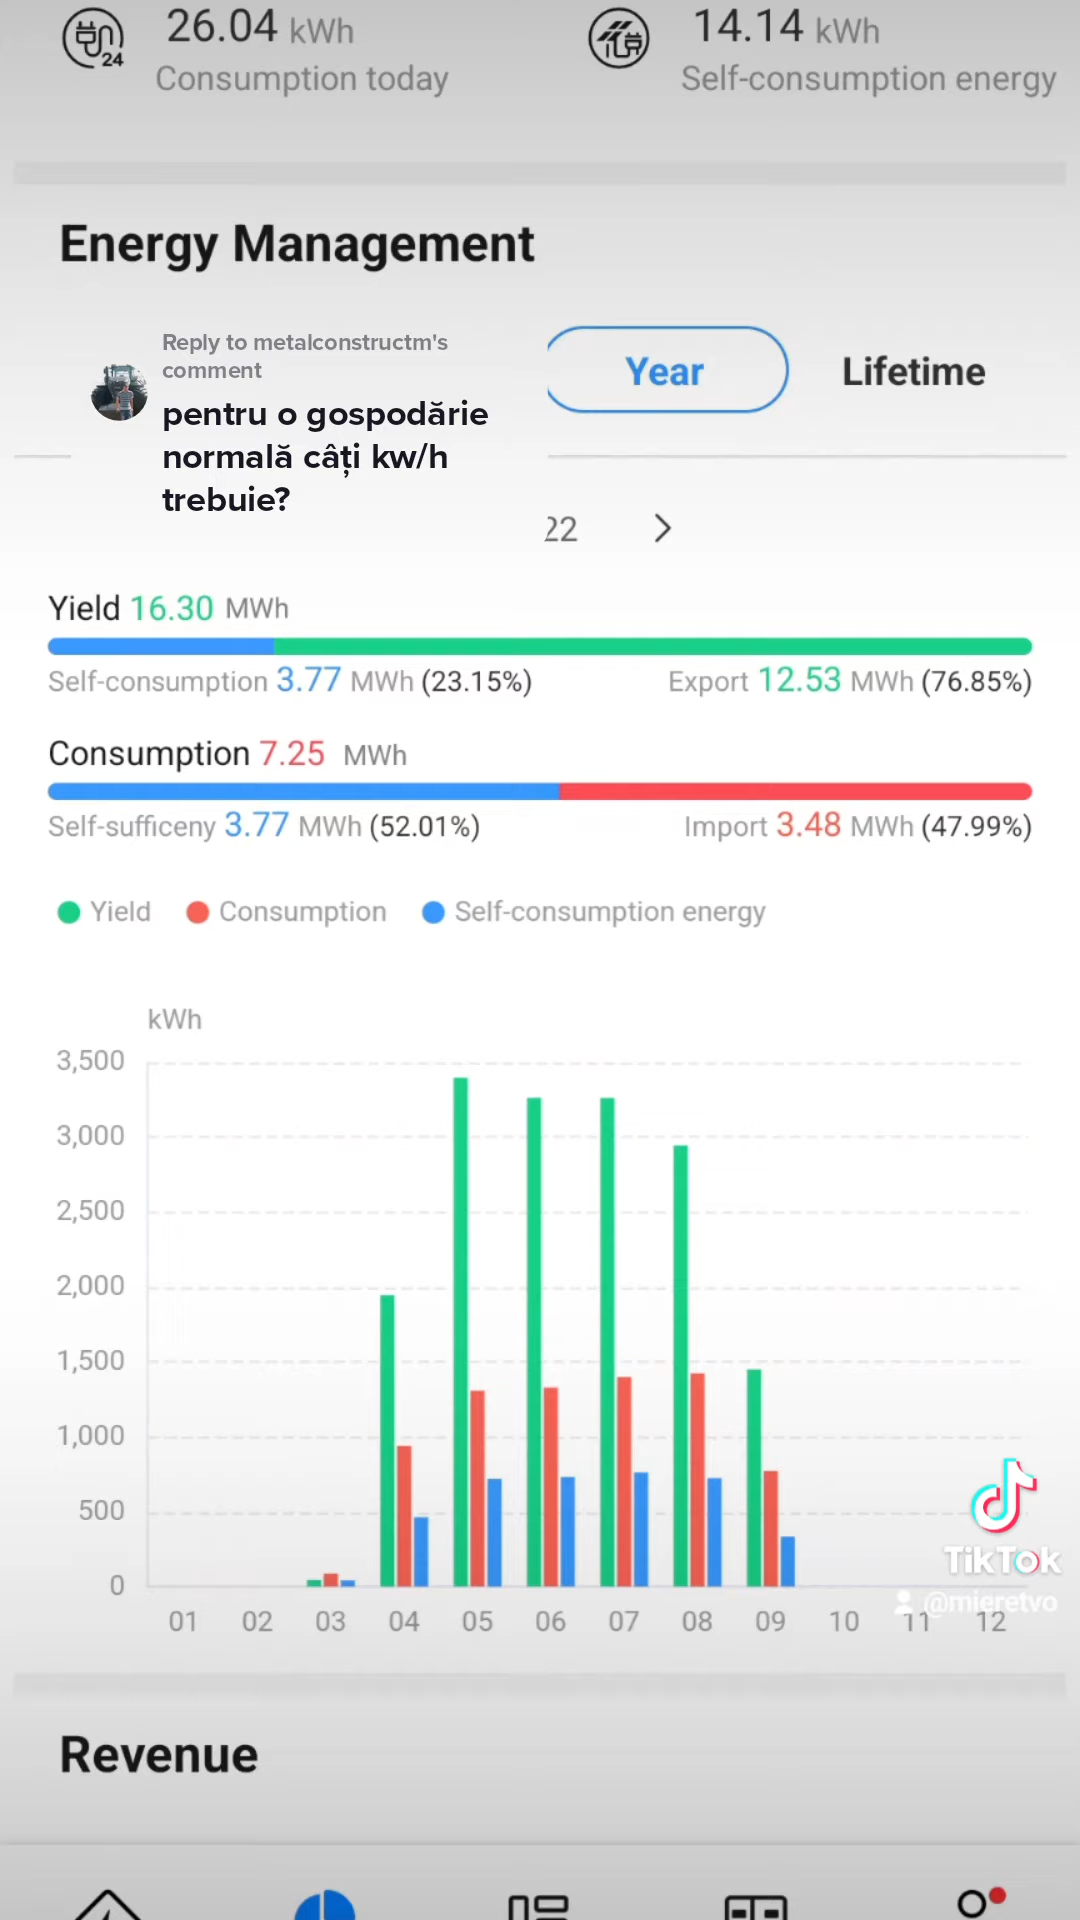 26.04 kWh
14.14 kWh
24
Consumption today
Self-consumption energy
Energy Management
Reply to metalconstructm's
comment
pentru o gospodărie
normală câți kw/h
trebuie?
Year
Lifetime
22
Yield 16.30 MWh
Self-consumption 3.77 MWh (23.15%)
Export 12.53 MWh (76.85%)
Consumption 7.25 MWh
Self-sufficeny 3.77 MWh (52.01%)
Import 3.48 MWh (47.99%)
Yield
Consumption
Self-consumption energy
kWh
3,500
3,000
2,500
2,000
1,500
1,000
500
0
01 02 03 04 05 06 07 08 09 10 11 12
TikTok
@mieretvo
Revenue